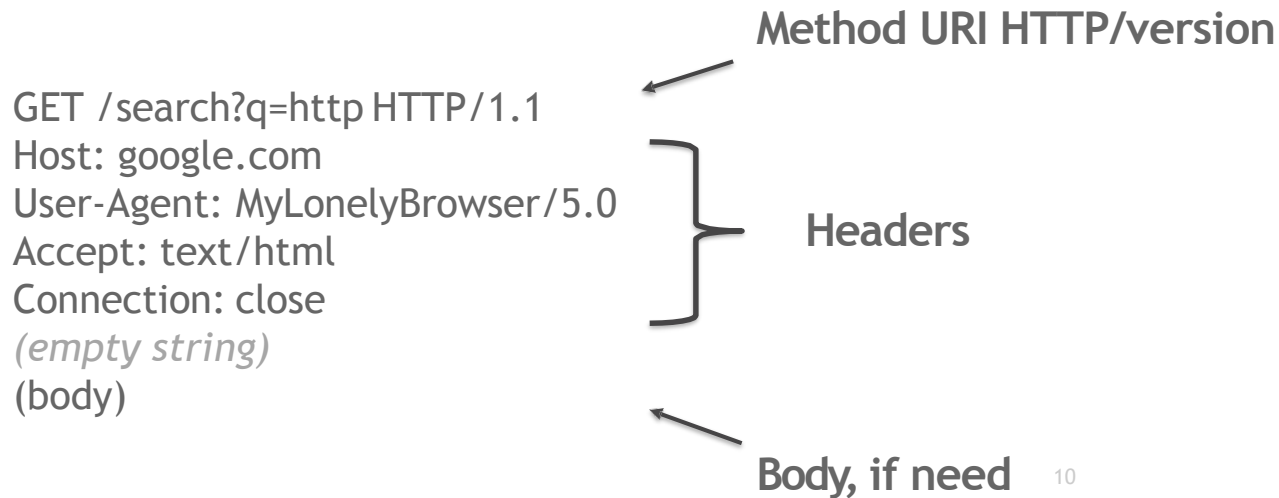 Method URI HTTP/version
GET /search?q=http HTTP/1.1
Host: google.com
User-Agent: MyLonelyBrowser/5.0
Accept: text/html
Connection: close
(empty string)
(body)
Headers
Body, if need
10